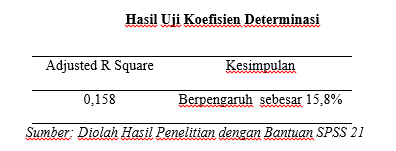 Hasil Uji Koefisien Determinasi
Adjusted R Square Kesimpulan
0,158 Berpengaruh sebesar 15,8%
Sumber: Diolah Hasil Penelitian dengan Bantuan SPSS 21